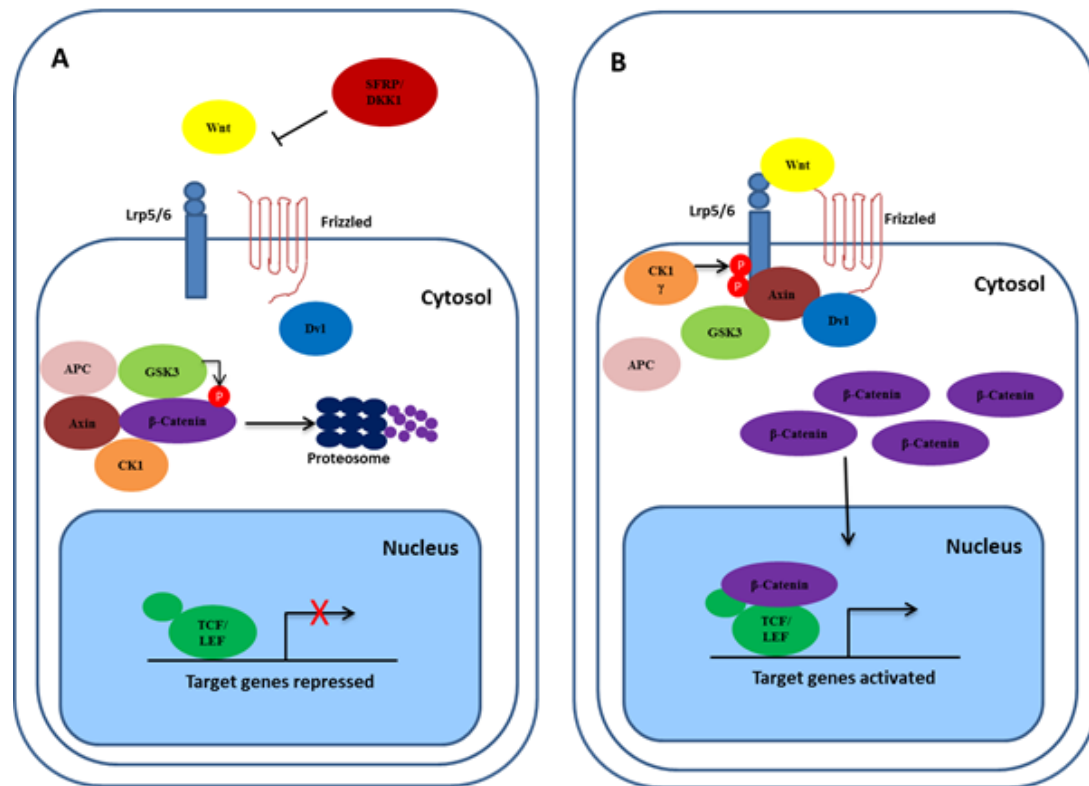 A
SFRP/
DKK1
Wnt
Lrp5/6
Frizzled
Cytosol
Dvl
APC
GSK3
P
Axin
β-Catenin
CK1
Proteosome
Nucleus
TCF/
LEF
X
Target genes repressed
B
Wnt
Lrp5/6
Frizzled
CK1
γ
P
P
Axin
Cytosol
GSK3
Dvl
APC
β-Catenin
β-Catenin
β-Catenin
β-Catenin
Nucleus
β-Catenin
TCF/
LEF
Target genes activated